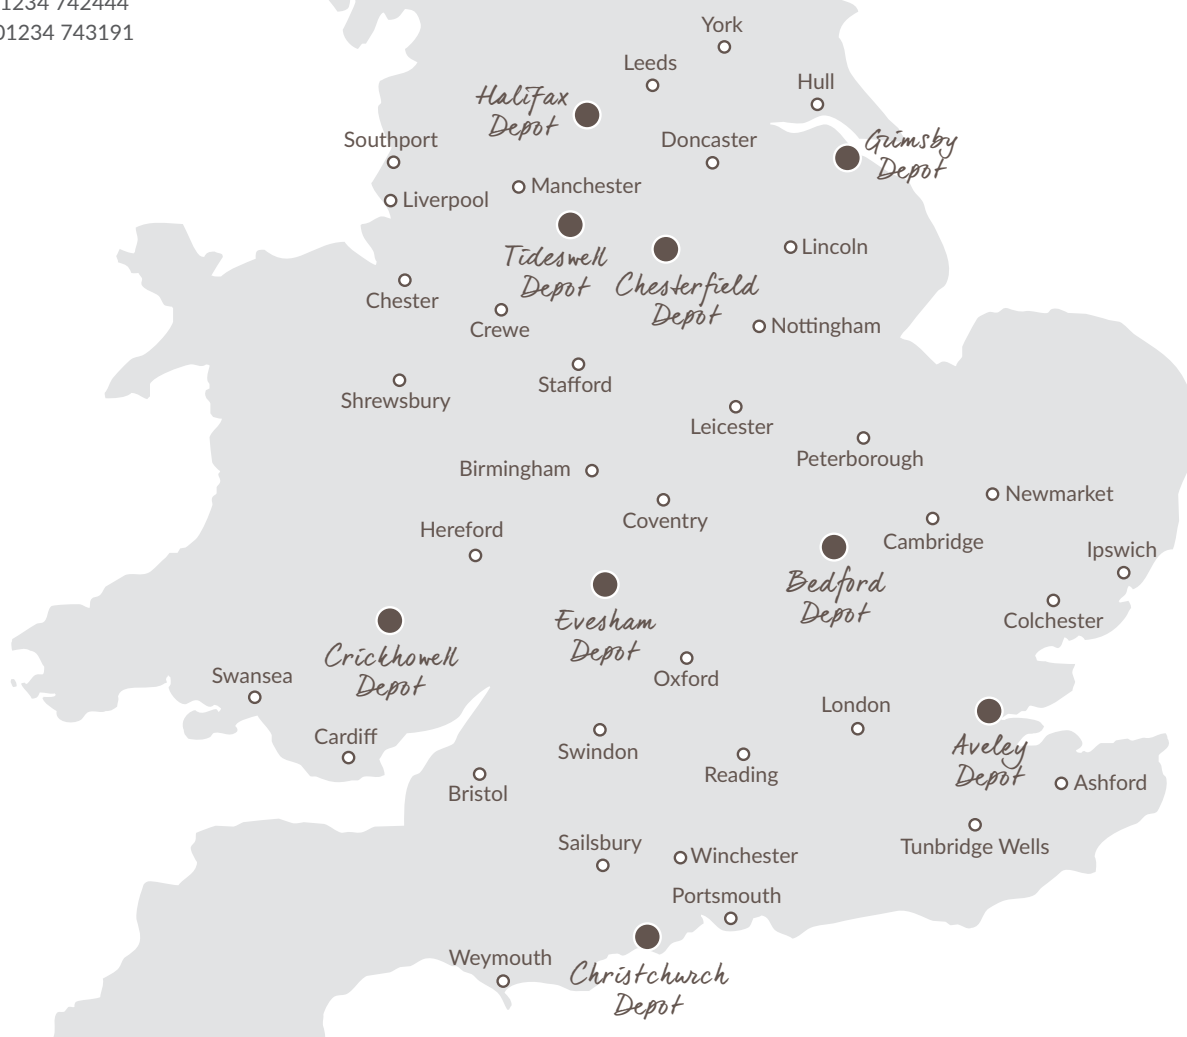 01234 743191
York
Leeds
Hull
Halifax
Depot
Southport
Doncaster
Grimsby
Depot
Manchester
Liverpool
Lincoln
Tideswell
Depot
Chesterfield
Depot
Chester
Crewe
Nottingham
Stafford
Shrewsbury
Leicester
Peterborough
Birmingham
Newmarket
Coventry
Hereford
Cambridge
Ipswich
Bedford
Depot
Colchester
Evesham
Depot
Crickhowell
Depot
Swansea
Oxford
London
Cardiff
Swindon
Aveley
Depot
Reading
Ashford
Bristol
Sailsbury
Winchester
Tunbridge Wells
Portsmouth
Weymouth
Christchurch
Depot